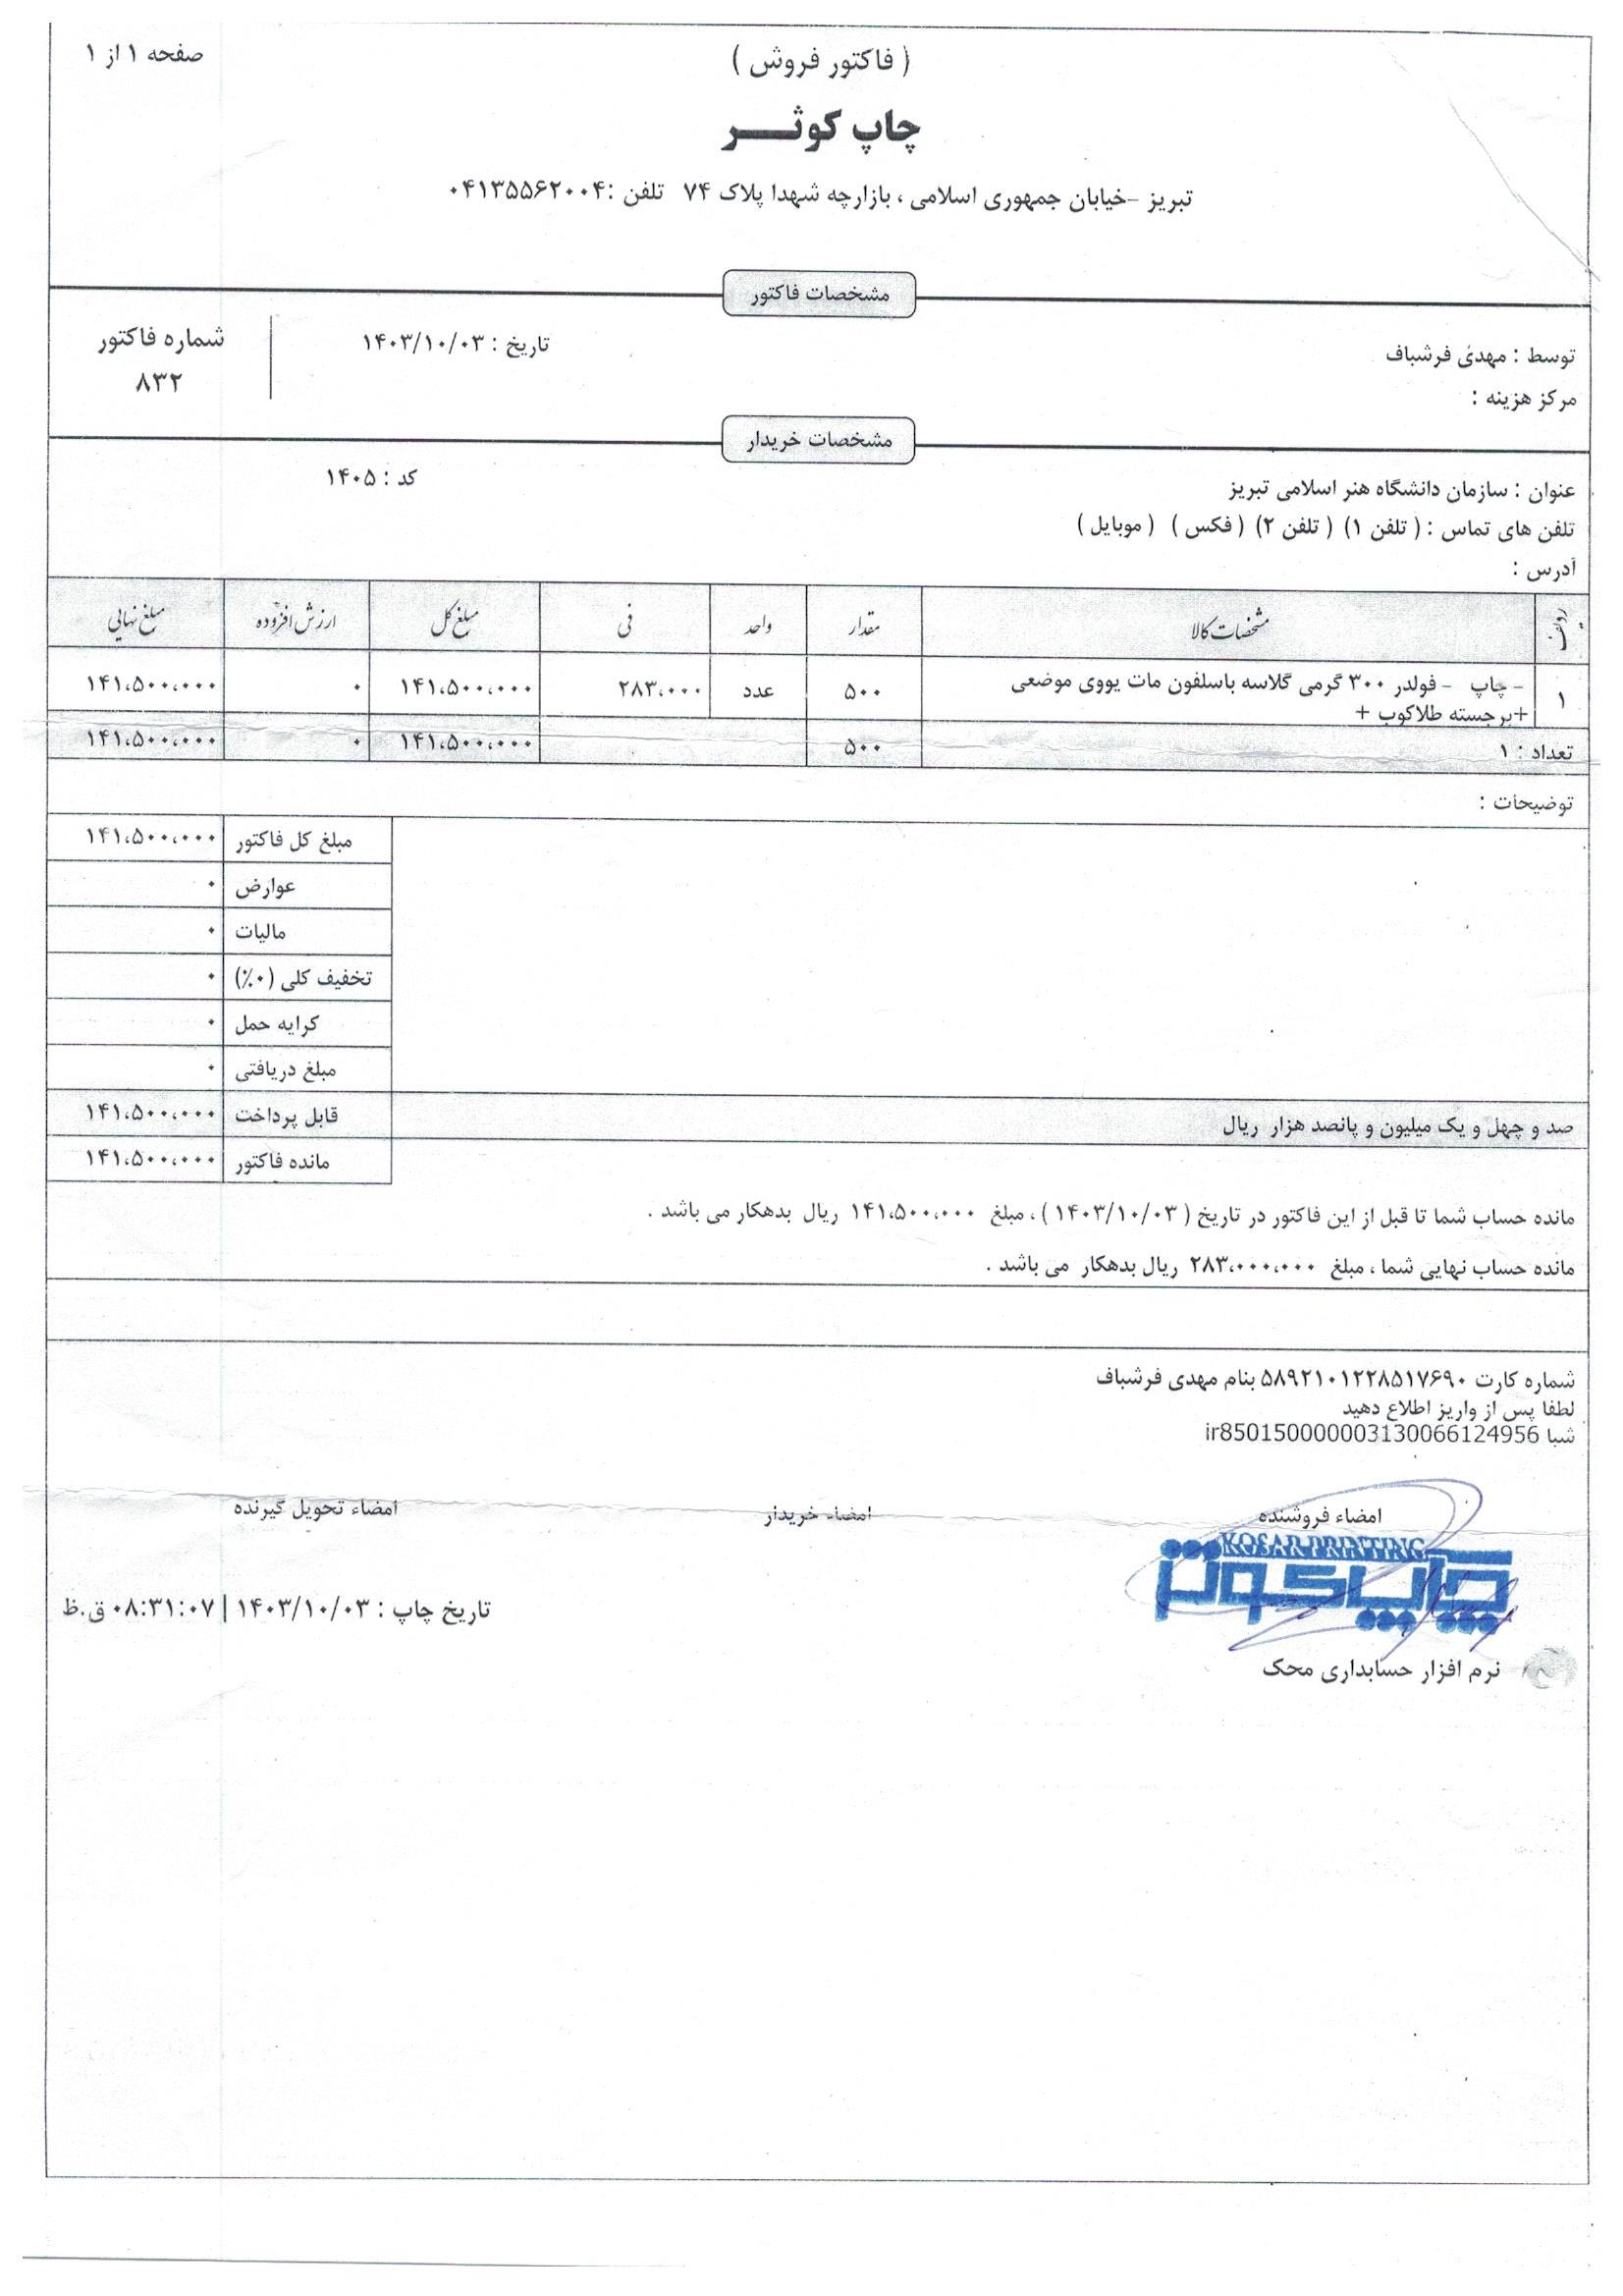 ( فاکتور فروش )
صفحه ۱ از ۱
چاپ کوثـــر
تبریز -خیابان جمهوری اسلامی ، بازارچه شهدا پلاک ۷۴ تلفن :۰۴۱۳۵۵۶۲۰۰۴
مشخصات فاکتور
توسط : مهدی فرشباف
تاریخ : ۱۴۰۳/۱۰/۰۳
شماره فاکتور
۸۳۲
مرکز هزینه :
مشخصات خریدار
عنوان : سازمان دانشگاه هنر اسلامی تبریز
کد : ۱۴۰۵
تلفن های تماس : ( تلفن ۱) ( تلفن ۲) ( فکس ) ( موبایل )
آدرس :
ردیف مشخصات کالا مقدار واحد فی مبلغ کل ارزش افزوده مبلغ نهایی
۱ - چاپ - فولدر ۳۰۰ گرمی گلاسه باسلفون مات یووی موضعی ۵۰۰ عدد ۲۸۳،۰۰۰ ۱۴۱،۵۰۰،۰۰۰ ۰ ۱۴۱،۵۰۰،۰۰۰
+برجسته طلاکوب +
تعداد : ۱ ۵۰۰ ۱۴۱،۵۰۰،۰۰۰ ۰ ۱۴۱،۵۰۰،۰۰۰
توضیحات :
مبلغ کل فاکتور ۱۴۱،۵۰۰،۰۰۰
عوارض ۰
مالیات ۰
تخفیف کلی (۰٪) ۰
کرایه حمل ۰
مبلغ دریافتی ۰
صد و چهل و یک میلیون و پانصد هزار ریال قابل پرداخت ۱۴۱،۵۰۰،۰۰۰
مانده فاکتور ۱۴۱،۵۰۰،۰۰۰
مانده حساب شما تا قبل از این فاکتور در تاریخ ( ۱۴۰۳/۱۰/۰۳ ) ، مبلغ ۱۴۱،۵۰۰،۰۰۰ ریال بدهکار می باشد .
مانده حساب نهایی شما ، مبلغ ۲۸۳،۰۰۰،۰۰۰ ریال بدهکار می باشد .
شماره کارت ۵۸۹۲۱۰۱۲۲۸۵۱۷۶۹۰ بنام مهدی فرشباف
لطفا پس از واریز اطلاع دهید
شبا ir850150000003130066124956
امضاء فروشنده امضاء خریدار امضاء تحویل گیرنده
KOSAR PRINTING
چاپ کوثر
تاریخ چاپ : ۱۴۰۳/۱۰/۰۳ | ۰۸:۳۱:۰۷ ق.ظ
نرم افزار حسابداری محک